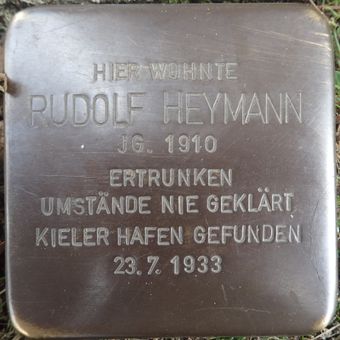 HIER WOHNTE
RUDOLF HEYMANN
JG. 1910
ERTRUNKEN
UMSTÄNDE NIE GEKLÄRT
KIELER HAFEN GEFUNDEN
23.7.1933